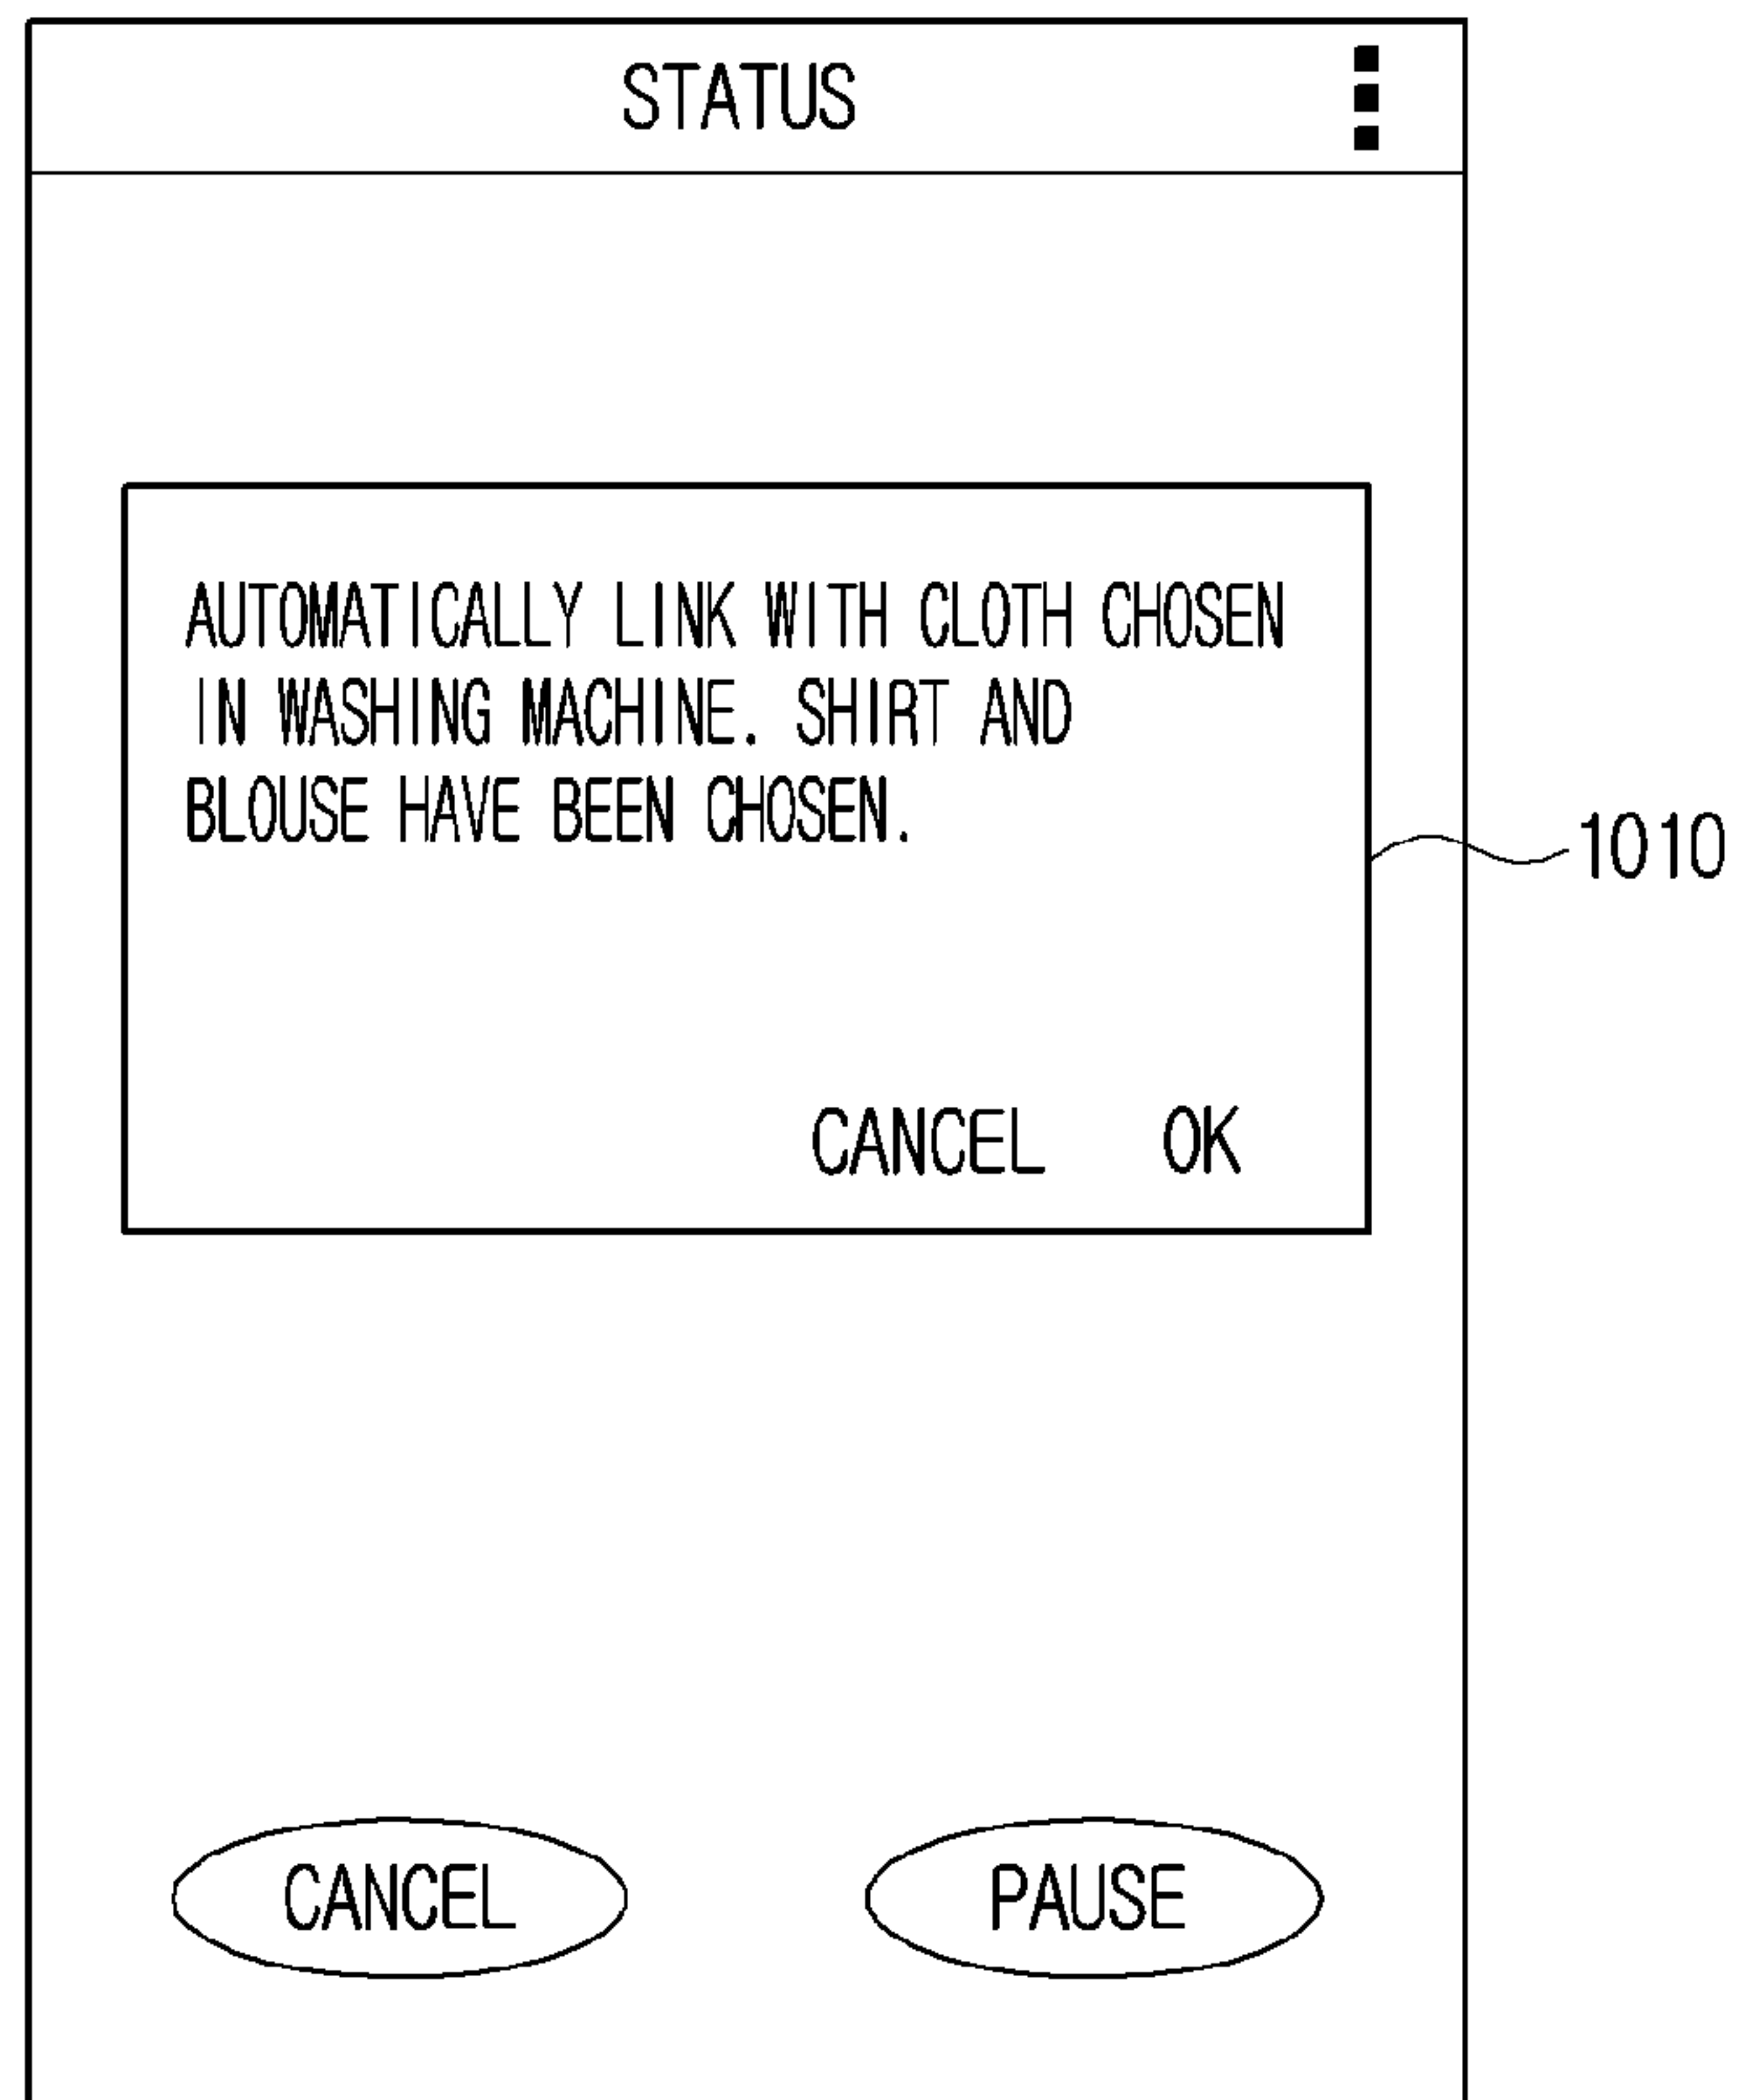 STATUS
AUTOMATICALLY LINK WITH CLOTH CHOSEN
IN WASHING MACHINE. SHIRT AND
BLOUSE HAVE BEEN CHOSEN.
1010
CANCEL OK
CANCEL PAUSE